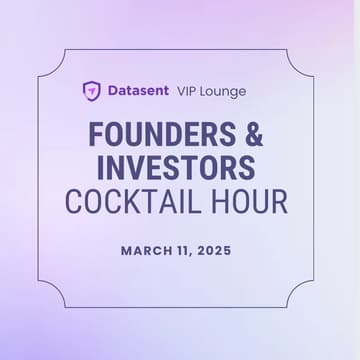 Datasent VIP Lounge
FOUNDERS &
INVESTORS
COCKTAIL HOUR
MARCH 11, 2025